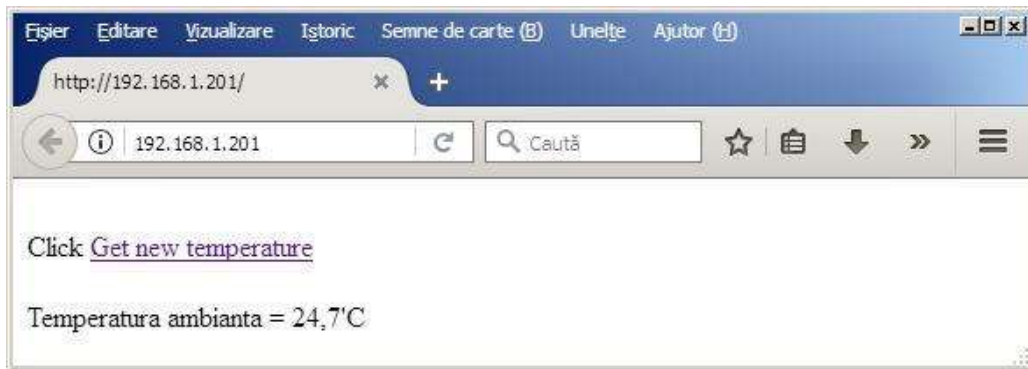 Fișier Editare Vizualizare Istoric Semne de carte (B) Unelte Ajutor (H)
http://192.168.1.201/
192.168.1.201 Caută
Click Get new temperature
Temperatura ambianta = 24,7'C